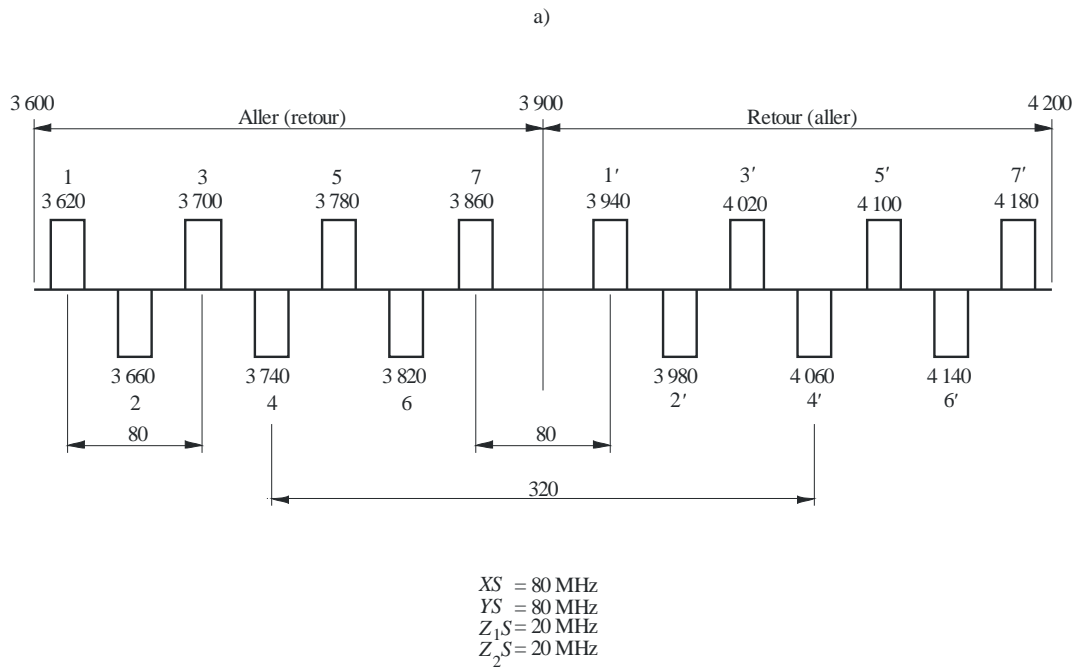 a)
3 600 3 900 4 200
Aller (retour) Retour (aller)
1 3 5 7 1′ 3′ 5′ 7′
3 620 3 700 3 780 3 860 3 940 4 020 4 100 4 180
3 660 3 740 3 820 3 980 4 060 4 140
2 4 6 2′ 4′ 6′
80 80
320
XS = 80 MHz
YS = 80 MHz
Z₁S = 20 MHz
Z₂S = 20 MHz